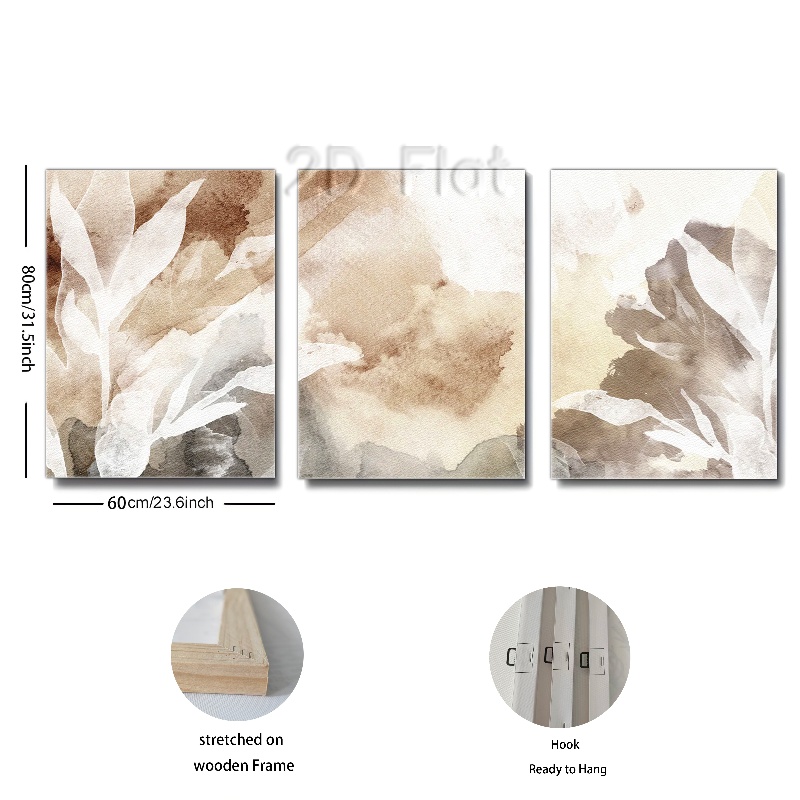 2D Flat
80cm/31.5inch
60cm/23.6inch
stretched on
wooden Frame
Hook
Ready to Hang